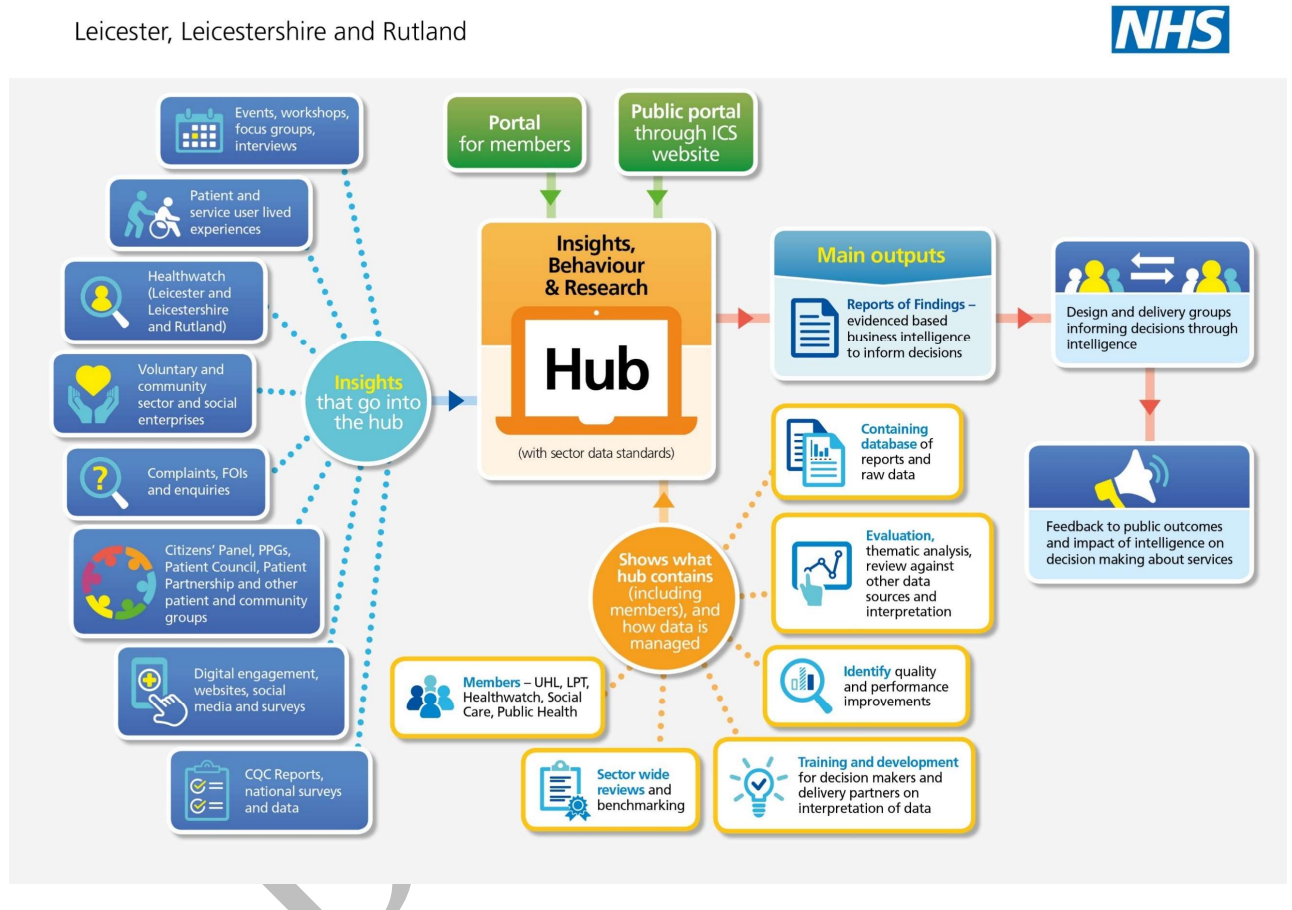 Leicester, Leicestershire and Rutland
NHS
Events, workshops,
focus groups,
interviews
Patient and
service user lived
experiences
Healthwatch
(Leicester and
Leicestershire
and Rutland)
Voluntary and
community
sector and social
enterprises
Complaints, FOIs
and enquiries
Citizens' Panel, PPGs,
Patient Council, Patient
Partnership and other
patient and community
groups
Digital engagement,
websites, social
media and surveys
CQC Reports,
national surveys
and data
Insights
that go into
the hub
Portal
for members
Public portal
through ICS
website
Insights,
Behaviour
& Research
Hub
(with sector data standards)
Main outputs
Reports of Findings –
evidenced based
business intelligence
to inform decisions
Design and delivery groups
informing decisions through
intelligence
Feedback to public outcomes
and impact of intelligence on
decision making about services
Shows what
hub contains
(including
members), and
how data is
managed
Containing
database of
reports and
raw data
Evaluation,
thematic analysis,
review against
other data
sources and
interpretation
Identify quality
and performance
improvements
Training and development
for decision makers and
delivery partners on
interpretation of data
Sector wide
reviews and
benchmarking
Members – UHL, LPT,
Healthwatch, Social
Care, Public Health